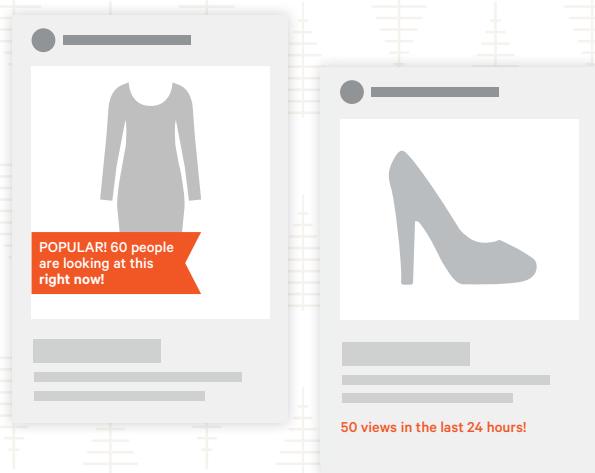 POPULAR! 60 people
are looking at this
right now!
50 views in the last 24 hours!